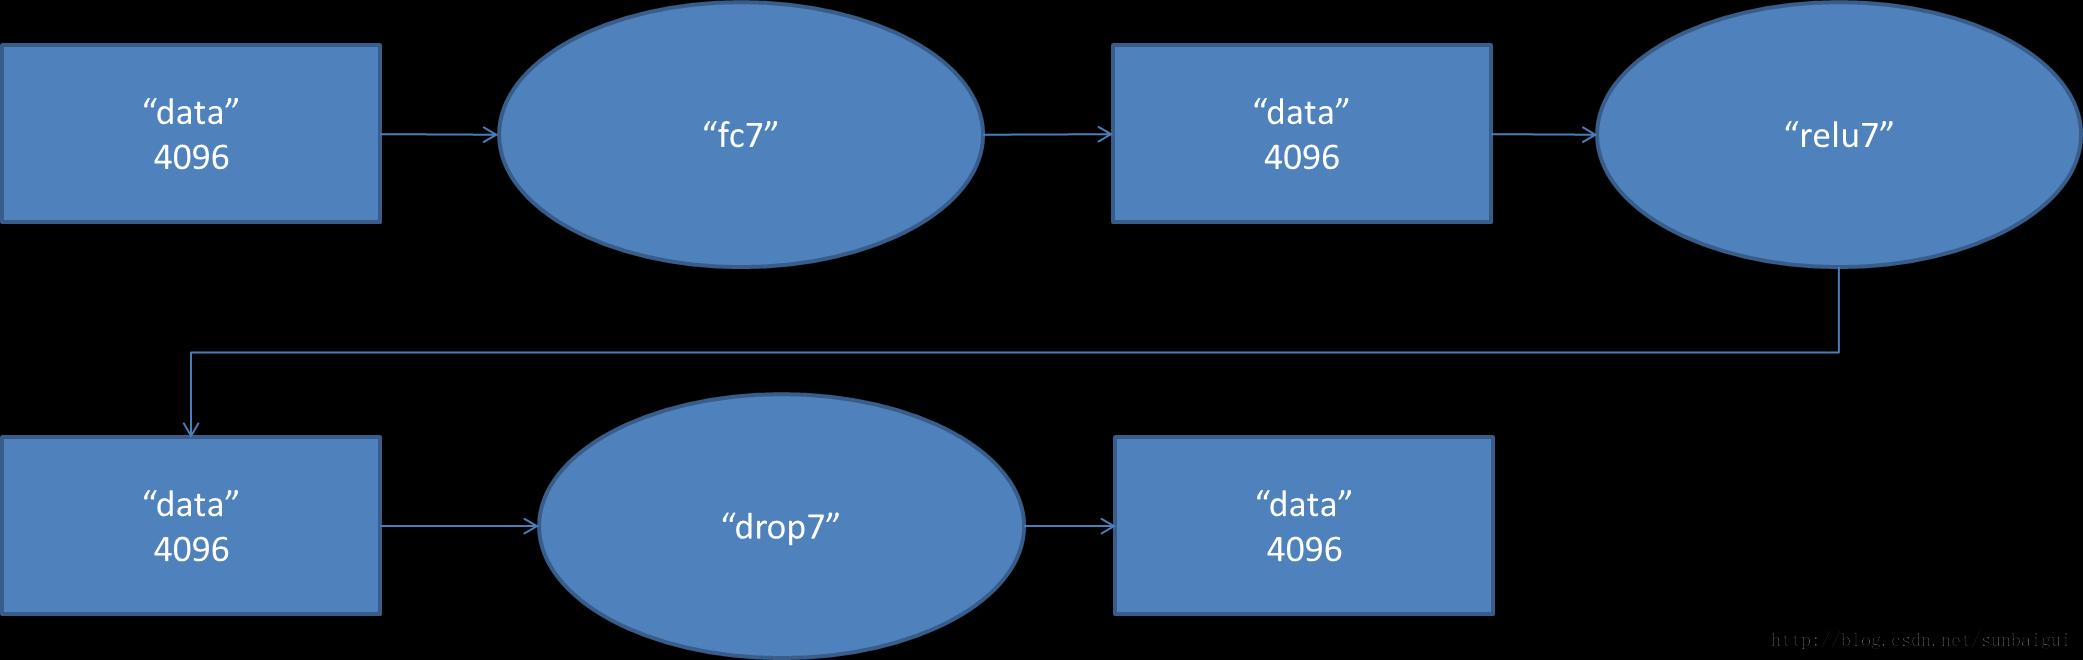 “data”
4096
“fc7”
“data”
4096
“relu7”
“data”
4096
“drop7”
“data”
4096
http://blog.csdn.net/sunbaigui